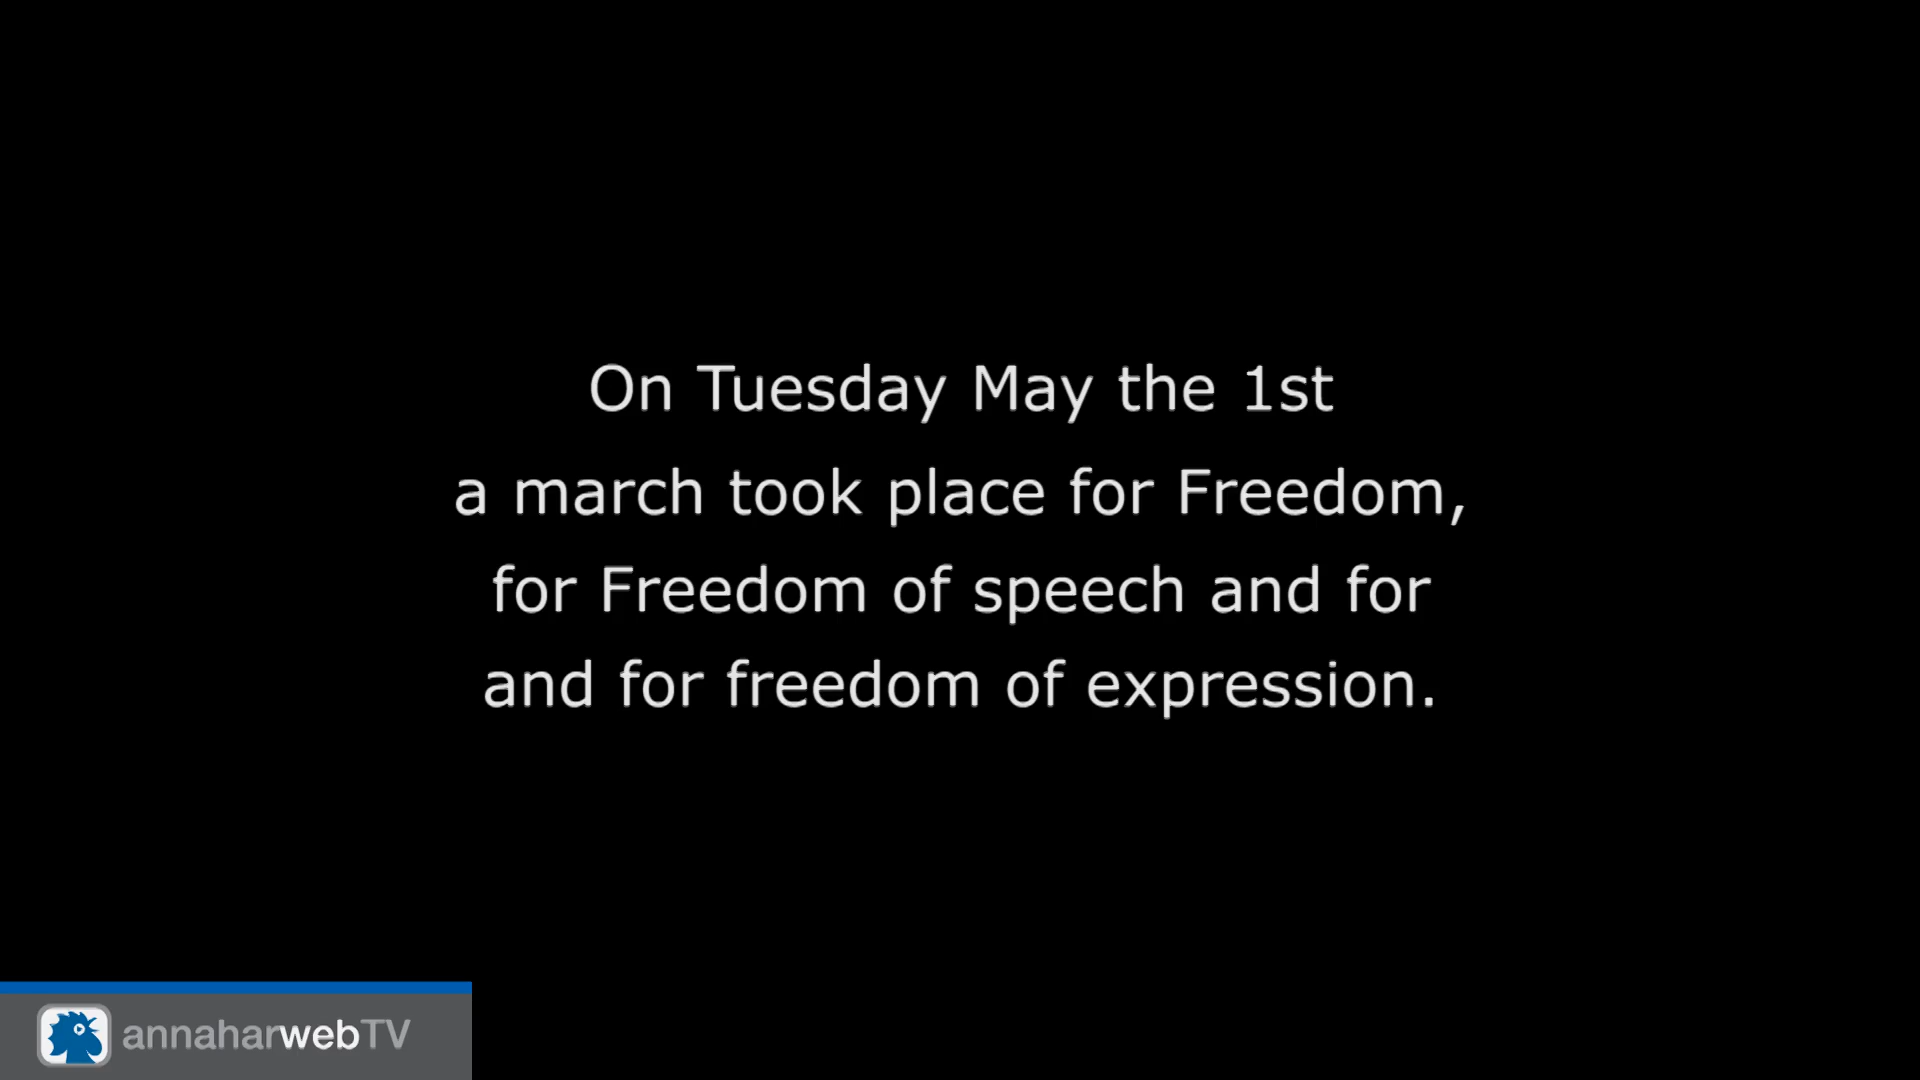 On Tuesday May the 1st
a march took place for Freedom,
for Freedom of speech and for
and for freedom of expression.
annaharwebTV